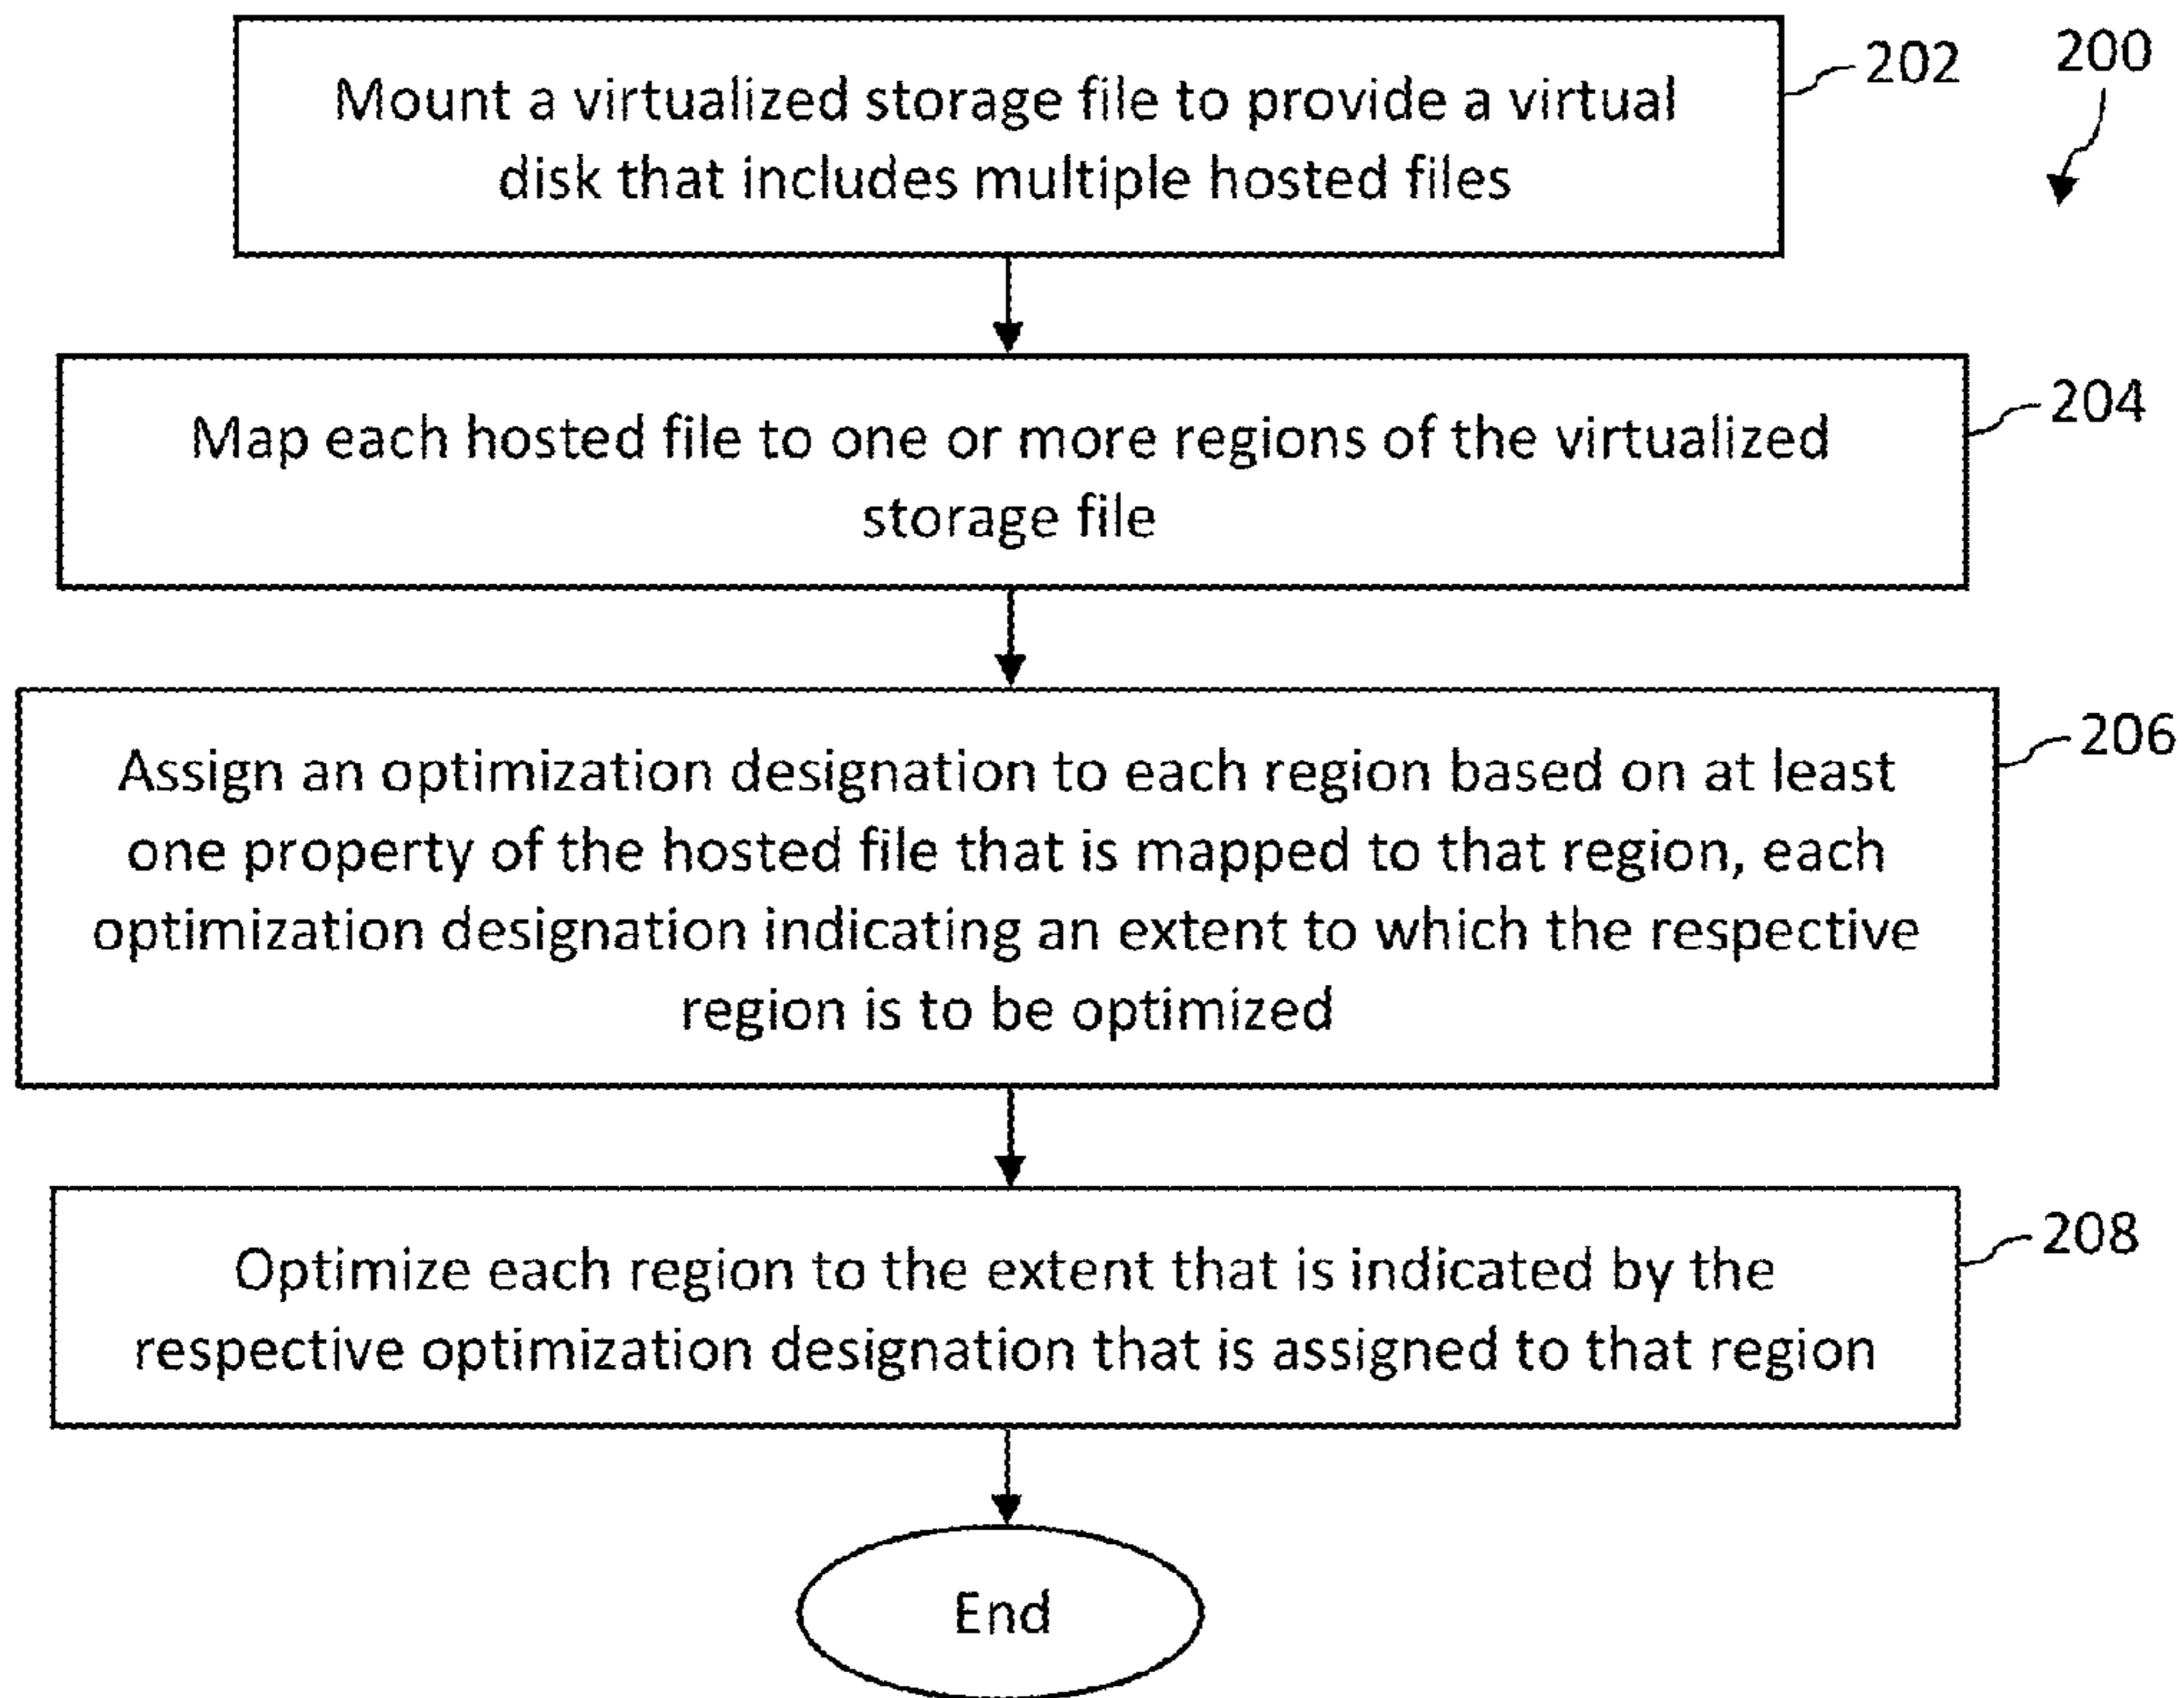 Mount a virtualized storage file to provide a virtual
disk that includes multiple hosted files
202
200
Map each hosted file to one or more regions of the virtualized
storage file
204
Assign an optimization designation to each region based on at least
one property of the hosted file that is mapped to that region, each
optimization designation indicating an extent to which the respective
region is to be optimized
206
Optimize each region to the extent that is indicated by the
respective optimization designation that is assigned to that region
208
End